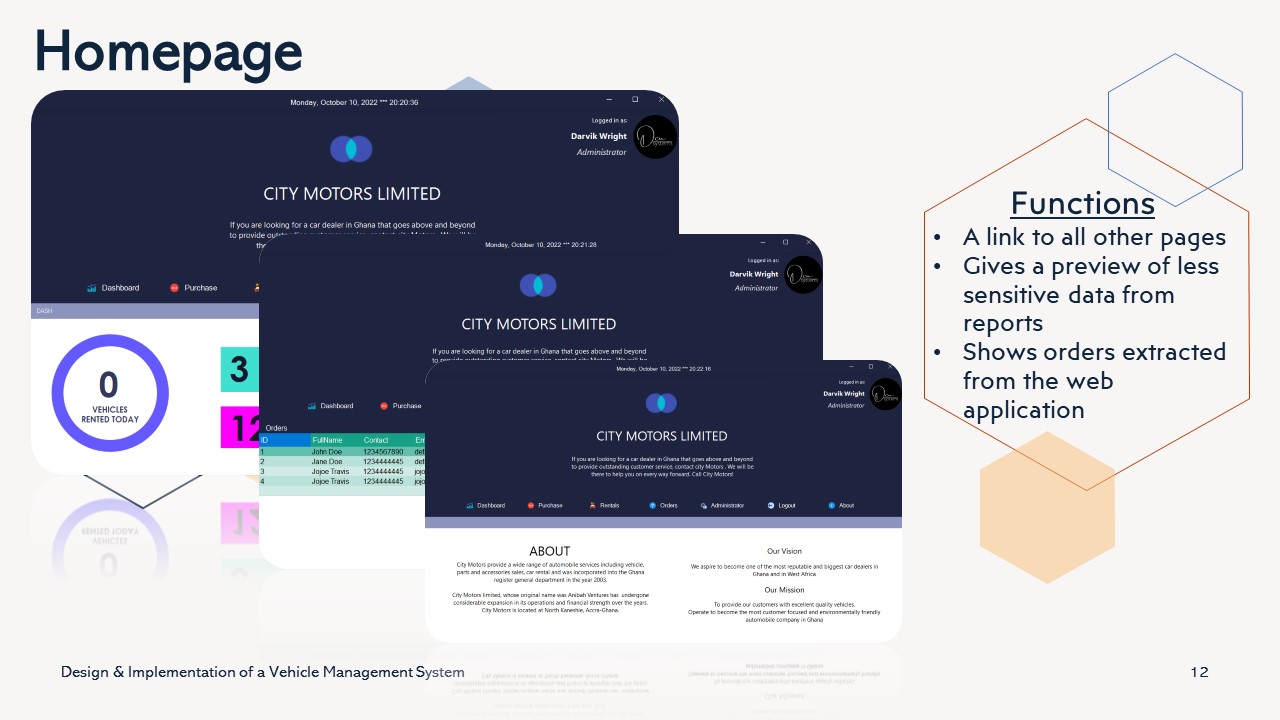 Homepage
Monday, October 10, 2022 *** 20:20:36
Logged in as:
Darvik Wright
Administrator
CITY MOTORS LIMITED
If you are looking for a car dealer in Ghana that goes above and beyond
Dashboard
Purchase
DASH
0
VEHICLES
RENTED TODAY
3
12
Monday, October 10, 2022 *** 20:21:28
Logged in as:
Darvik Wright
Administrator
CITY MOTORS LIMITED
If you are looking for a car dealer in Ghana that goes above and beyond
Dashboard
Purchase
Orders
ID FullName Contact
1 John Doe 1234567890
2 Jane Doe 1234444445
3 Jojoe Travis 1234444445
4 Jojoe Travis 1234444445
Monday, October 10, 2022 *** 20:22:16
Logged in as:
Darvik Wright
Administrator
CITY MOTORS LIMITED
If you are looking for a car dealer in Ghana that goes above and beyond
to provide outstanding customer service, contact city Motors . We will be
there to help you on every way forward. Call City Motors!
Dashboard Purchase Rentals Orders Administrator Logout About
ABOUT
City Motors provide a wide range of automobile services including vehicle,
parts and accessories sales, car rental and was incorporated into the Ghana
register general department in the year 2003.
City Motors limited, whose original name was Anibah Ventures has undergone
considerable expansion in its operations and financial strength over the years.
City Motors is located at North Kaneshie, Accra-Ghana.
Our Vision
We aspire to become one of the most reputable and biggest car dealers in
Ghana and in West Africa
Our Mission
To provide our customers with excellent quality vehicles.
Operate to become the most customer focused and environmentally friendly
automobile company in Ghana
Functions
• A link to all other pages
• Gives a preview of less
sensitive data from
reports
• Shows orders extracted
from the web
application
Design & Implementation of a Vehicle Management System
12